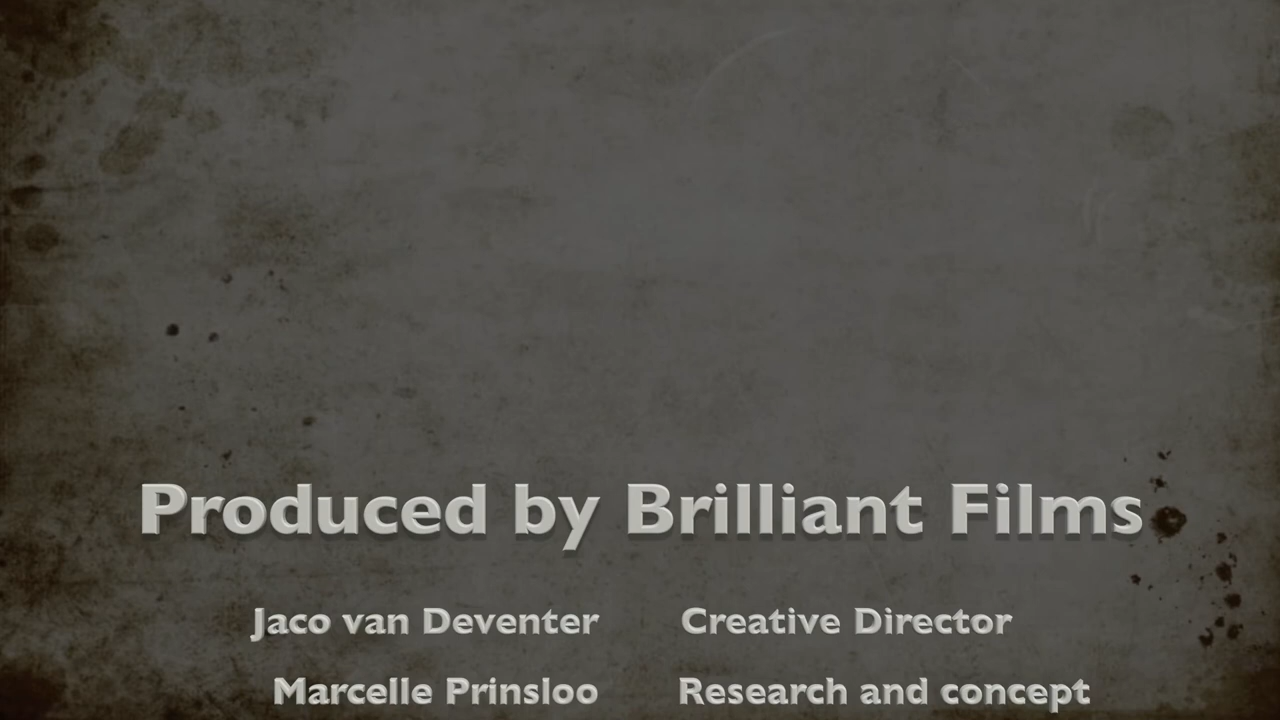 Produced by Brilliant Films
Jaco van Deventer Creative Director
Marcelle Prinsloo Research and concept